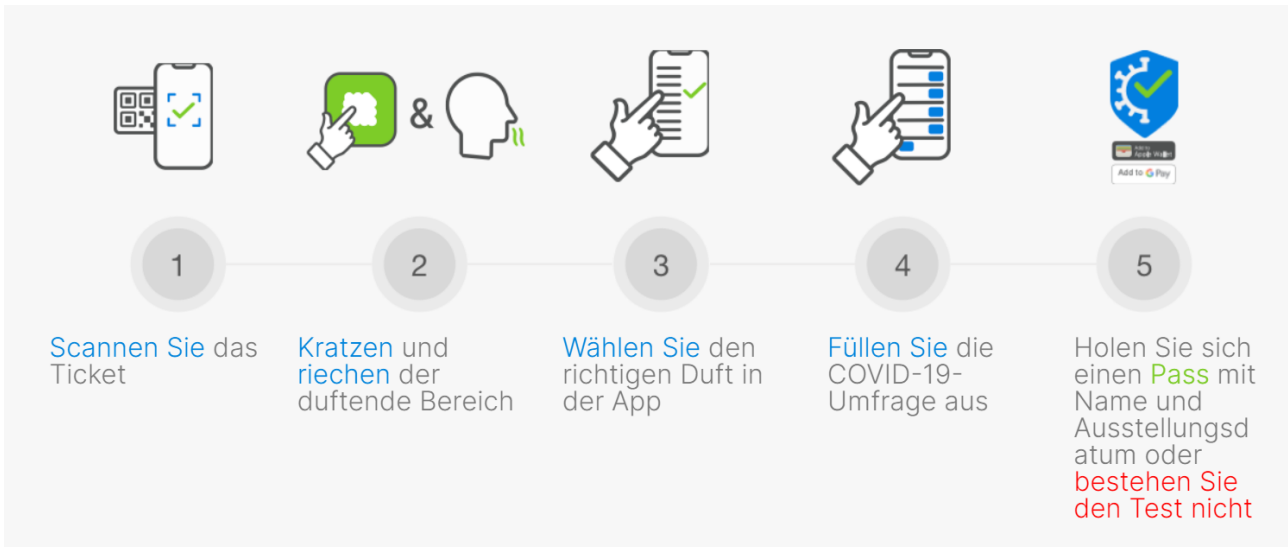 &
Add to
Apple Wallet
Add to G Pay
1
2
3
4
5
Scannen Sie das
Ticket
Kratzen und
riechen der
duftende Bereich
Wählen Sie den
richtigen Duft in
der App
Füllen Sie die
COVID-19-
Umfrage aus
Holen Sie sich
einen Pass mit
Name und
Ausstellungsd
atum oder
bestehen Sie
den Test nicht